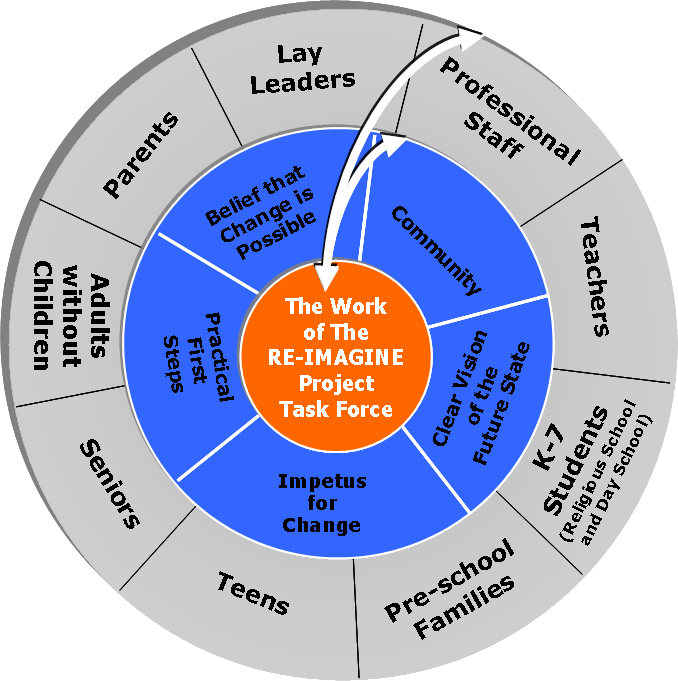 Lay
Leaders
Professional
Staff
Teachers
K-7
Students
(Religious School
and Day School)
Pre-school
Families
Teens
Seniors
Adults
without
Children
Parents
Belief that
Change is
Possible
Community
Clear Vision
of the
Future State
Impetus
for
Change
Practical
First
Steps
The Work
of The
RE-IMAGINE
Project
Task Force